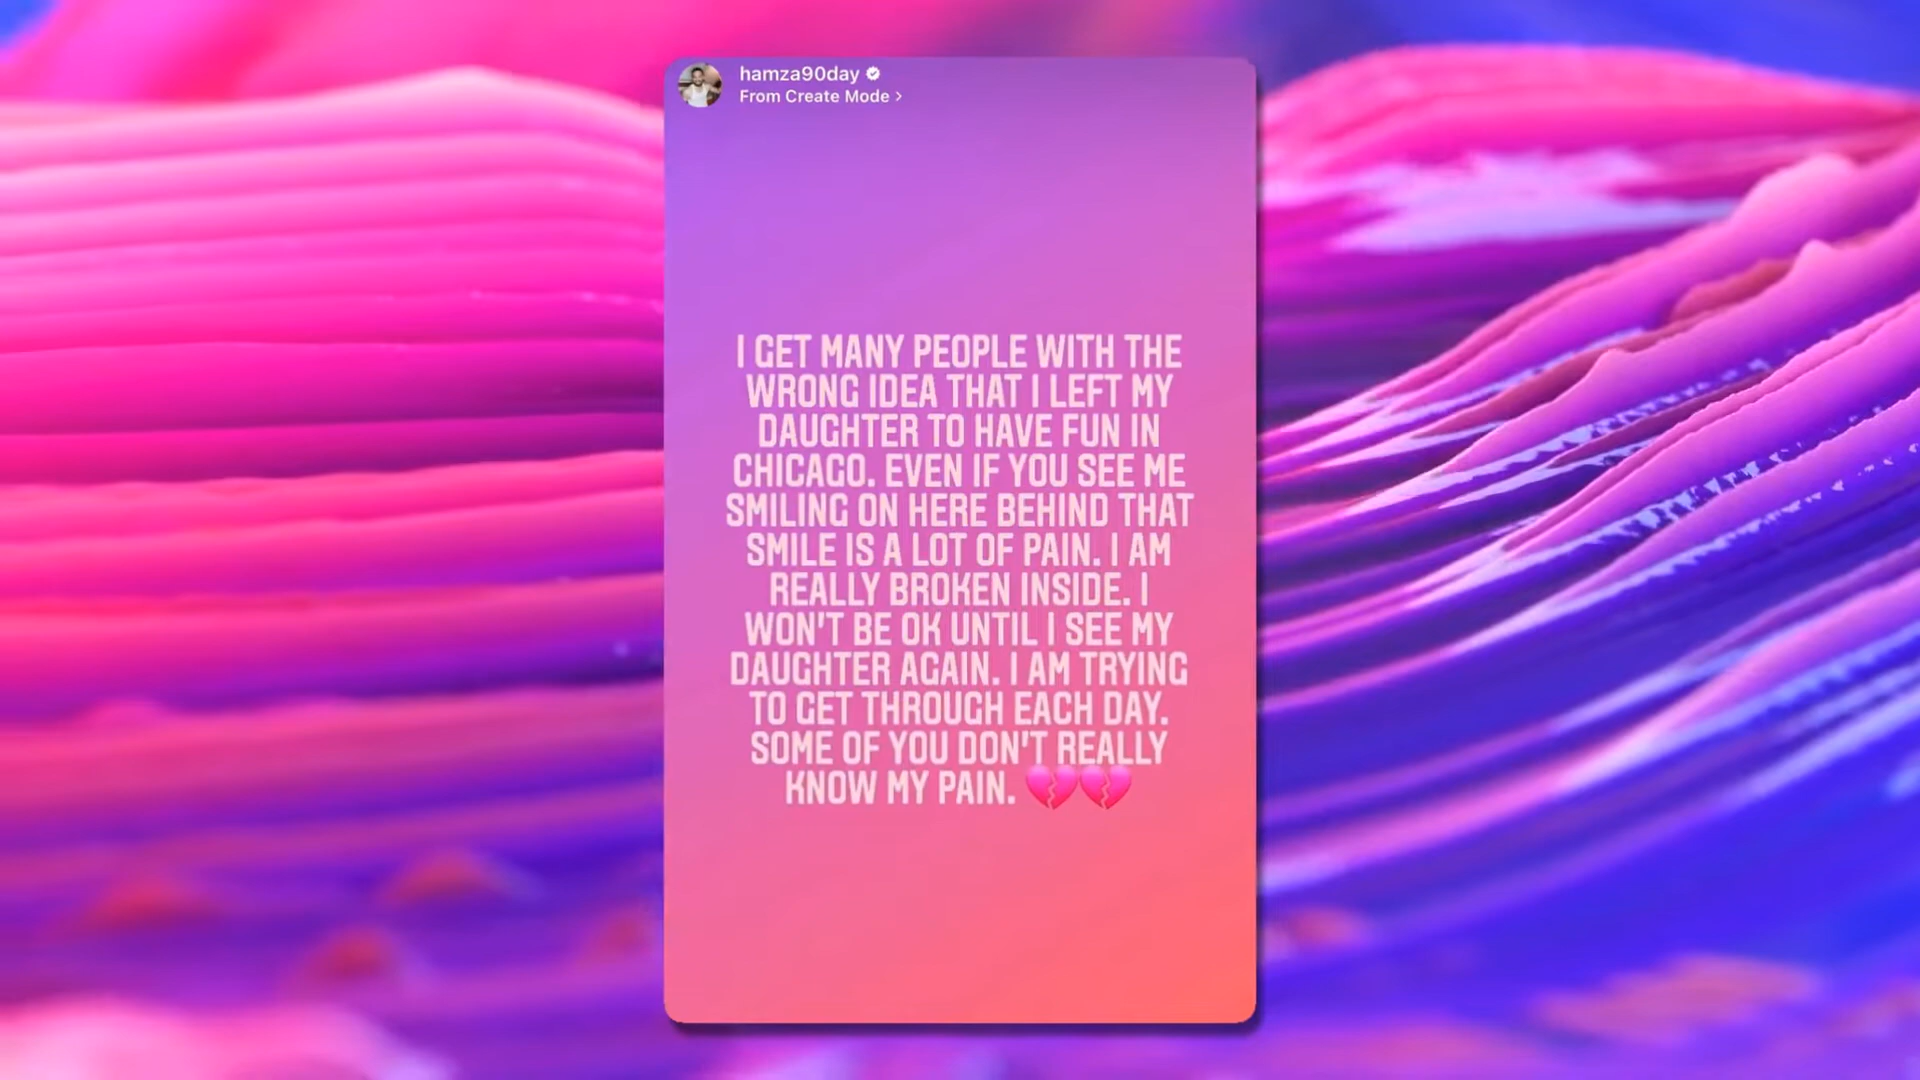 hamza90day
From Create Mode >
I GET MANY PEOPLE WITH THE
WRONG IDEA THAT I LEFT MY
DAUGHTER TO HAVE FUN IN
CHICAGO. EVEN IF YOU SEE ME
SMILING ON HERE BEHIND THAT
SMILE IS A LOT OF PAIN. I AM
REALLY BROKEN INSIDE. I
WON'T BE OK UNTIL I SEE MY
DAUGHTER AGAIN. I AM TRYING
TO GET THROUGH EACH DAY.
SOME OF YOU DON'T REALLY
KNOW MY PAIN. 💔💔